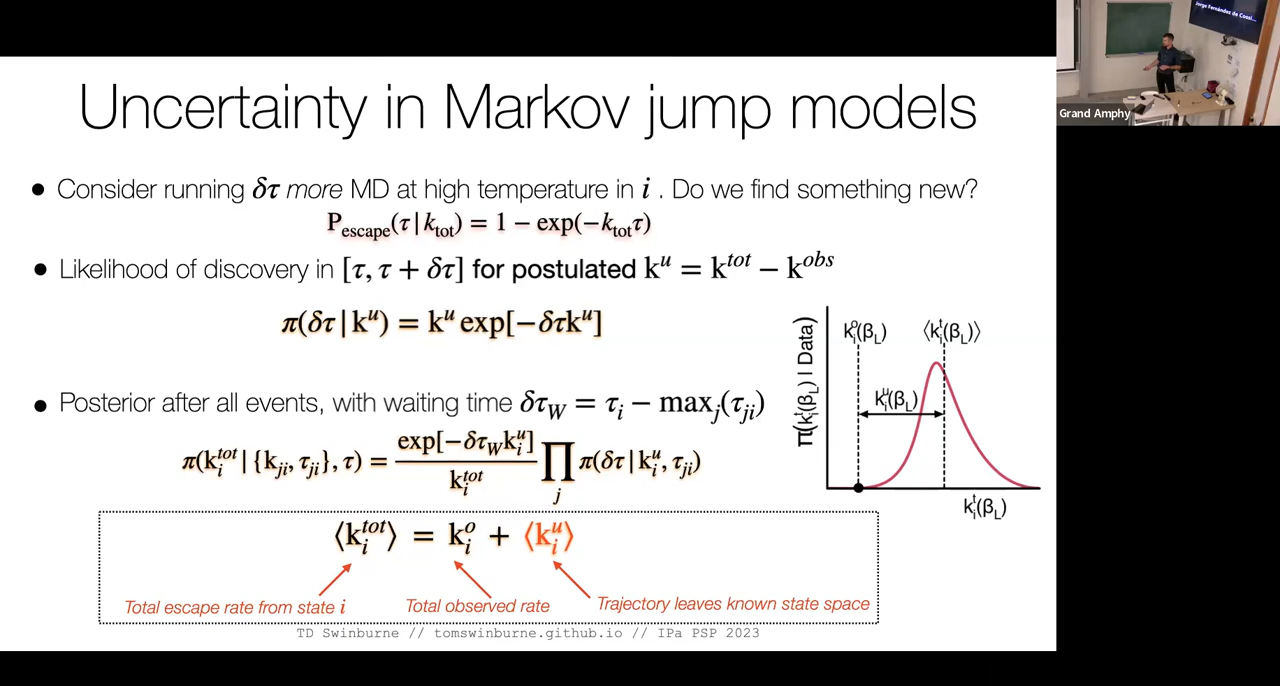 Uncertainty in Markov jump models
• Consider running δτ more MD at high temperature in i . Do we find something new?
P_escape(τ | k_tot) = 1 − exp(−k_tot τ)
• Likelihood of discovery in [τ, τ + δτ] for postulated k^u = k^tot − k^obs
π(δτ | k^u) = k^u exp[−δτk^u]
• Posterior after all events, with waiting time δτ_W = τ_i − max_j(τ_ji)
π(k_i^tot | {k_ji, τ_ji}, τ) = exp[−δτ_W k_i^u] / k_i^tot ∏_j π(δτ | k_i^u, τ_ji)
⟨k_i^tot⟩ = k_i^o + ⟨k_i^u⟩
Total escape rate from state i
Total observed rate
Trajectory leaves known state space
π(k_i^t(β_L) | Data)
k_i^o(β_L)
⟨k_i^t(β_L)⟩
k_i^u(β_L)
k_i^t(β_L)
TD Swinburne // tomswinburne.github.io // IPa PSP 2023
Jorge Fernández de Cossí...
Grand Amphy